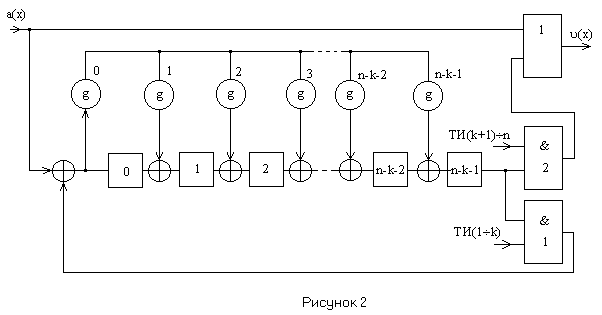 a(x)
1
υ(x)
0
1
2
3
n-k-2
n-k-1
g
g
g
g
g
g
ТИ(k+1)÷n
&
2
0
1
2
n-k-2
n-k-1
&
1
ТИ(1÷k)
Рисунок 2